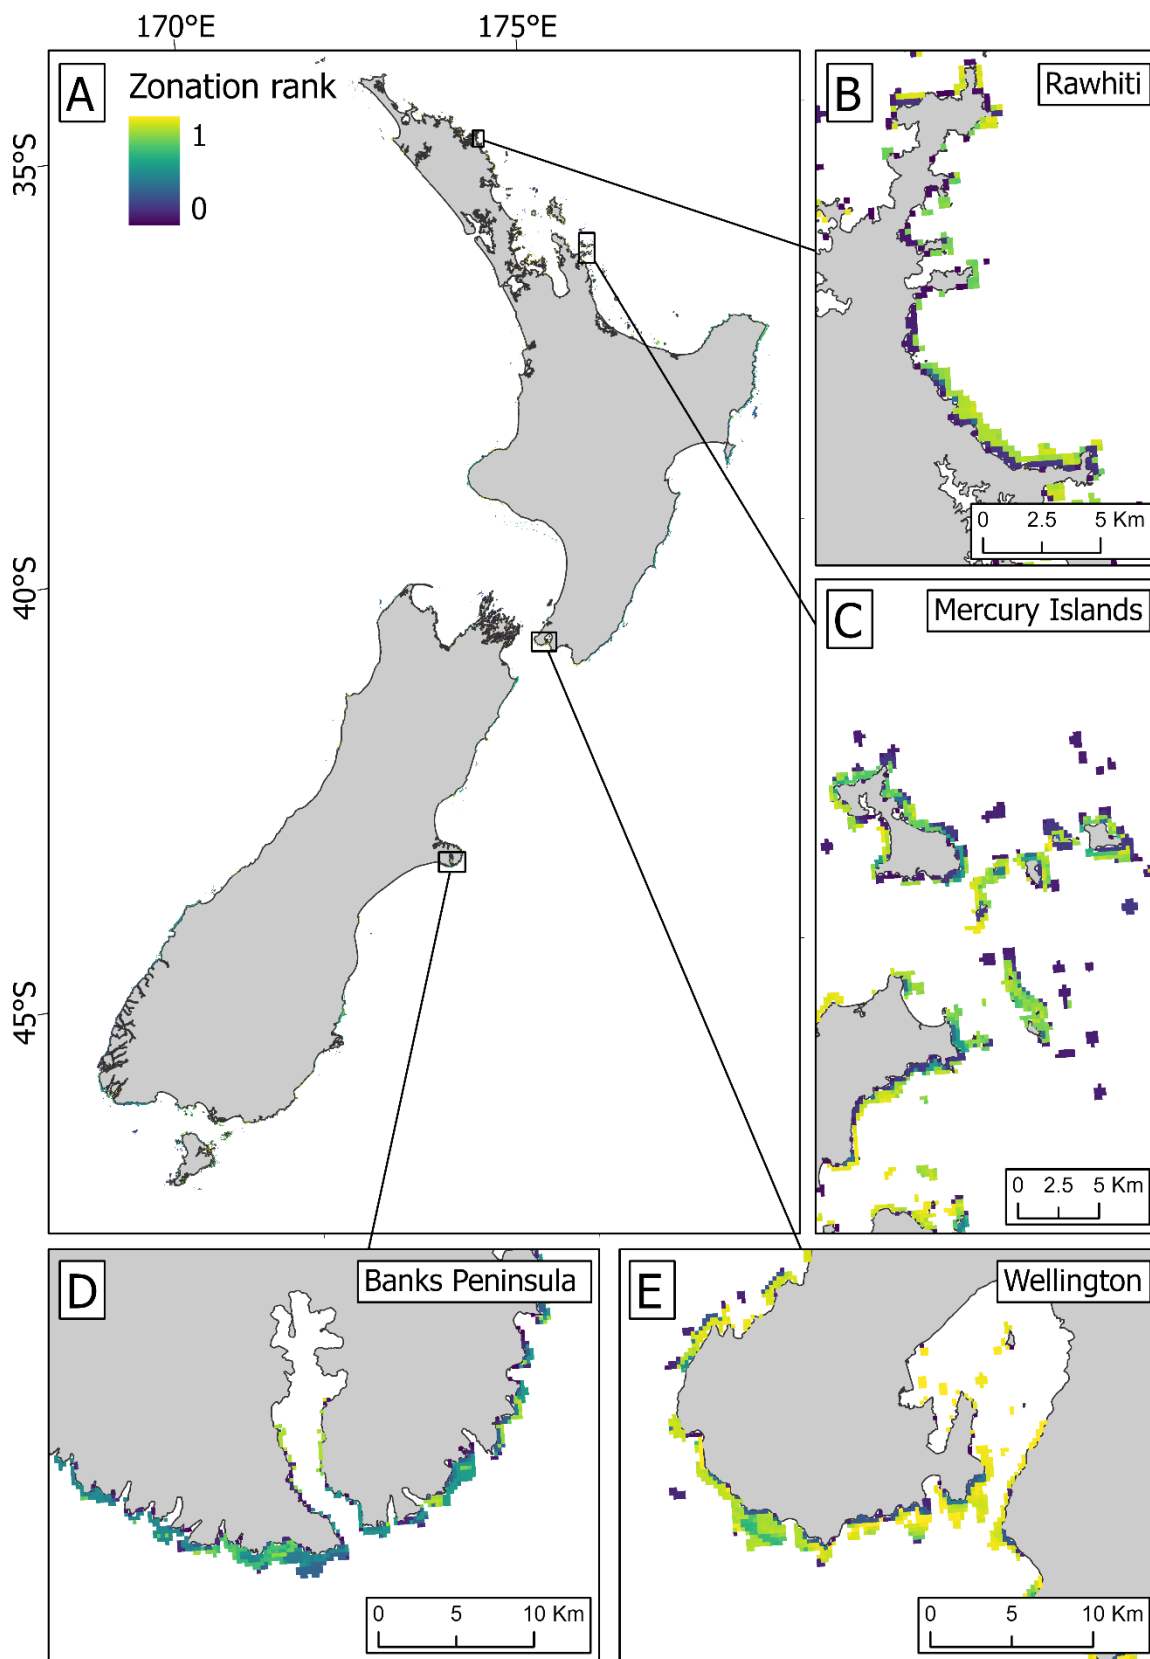 170°E 175°E
A
Zonation rank
1
0
35°S
40°S
45°S
B
Rawhiti
0 2.5 5 Km
C
Mercury Islands
0 2.5 5 Km
D
Banks Peninsula
0 5 10 Km
E
Wellington
0 5 10 Km